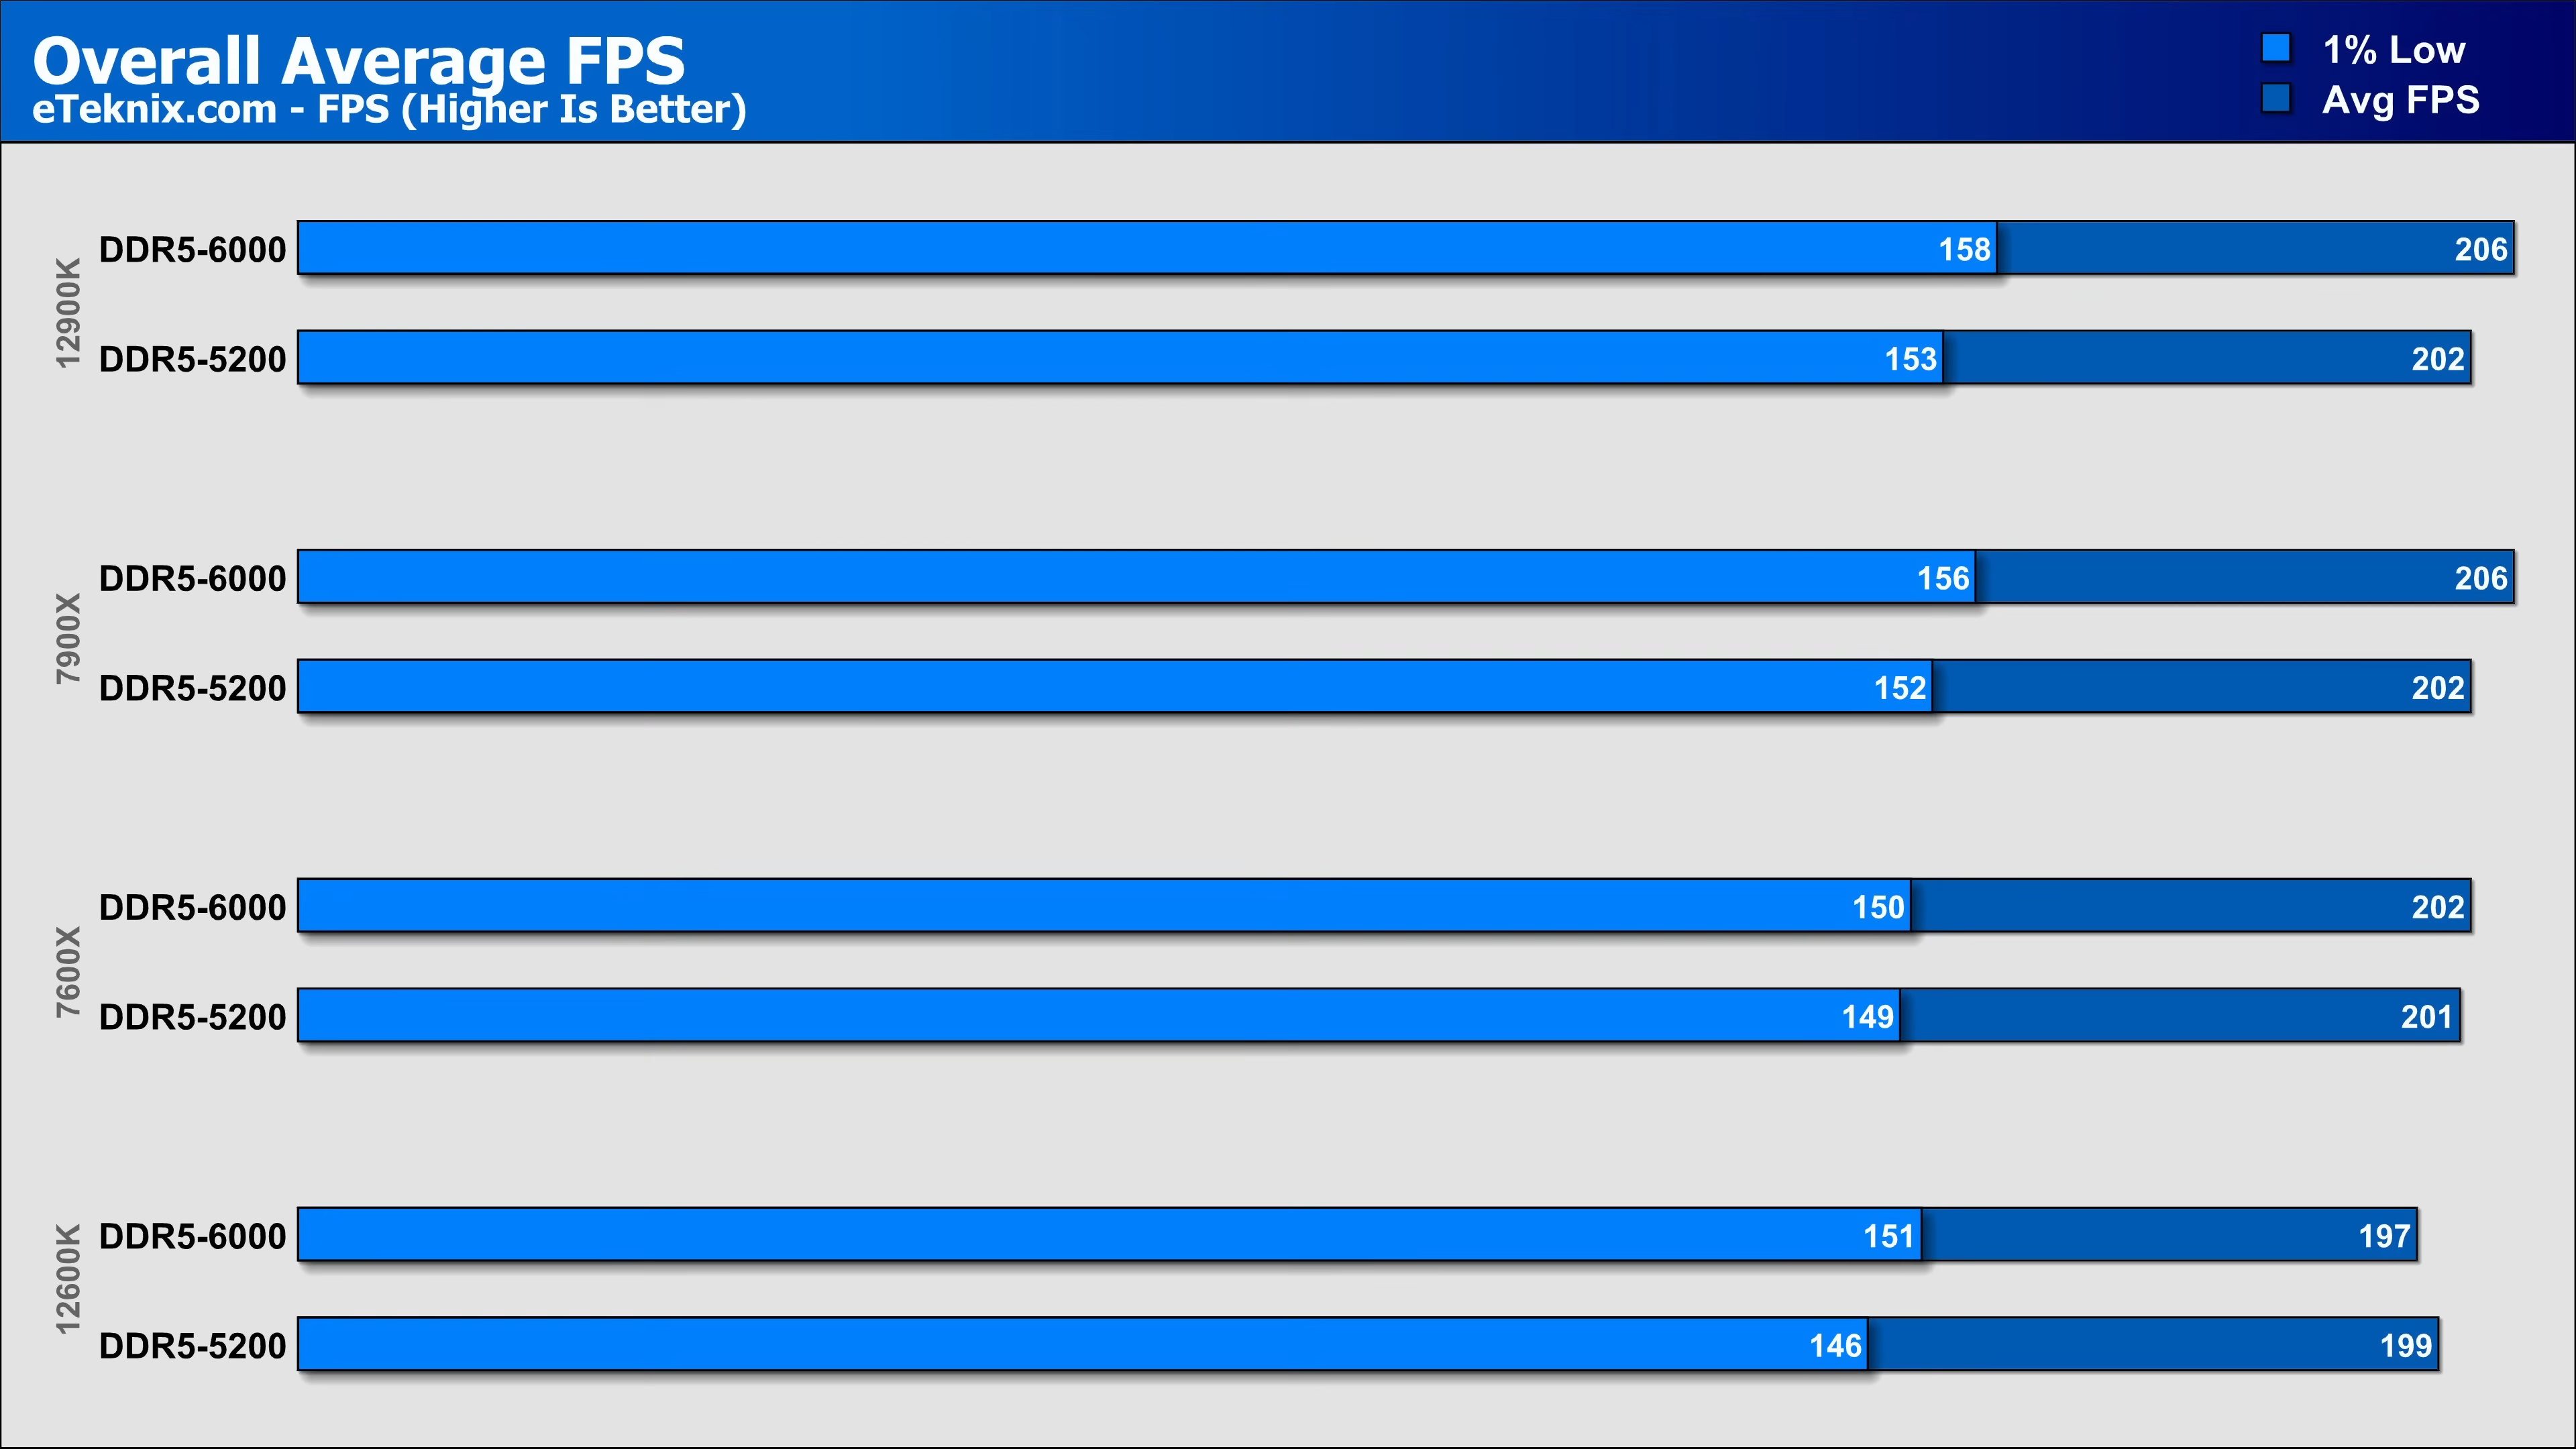 Overall Average FPS
eTeknix.com - FPS (Higher Is Better)
1% Low
Avg FPS
12900K
DDR5-6000 158 206
DDR5-5200 153 202
7900X
DDR5-6000 156 206
DDR5-5200 152 202
7600X
DDR5-6000 150 202
DDR5-5200 149 201
12600K
DDR5-6000 151 197
DDR5-5200 146 199